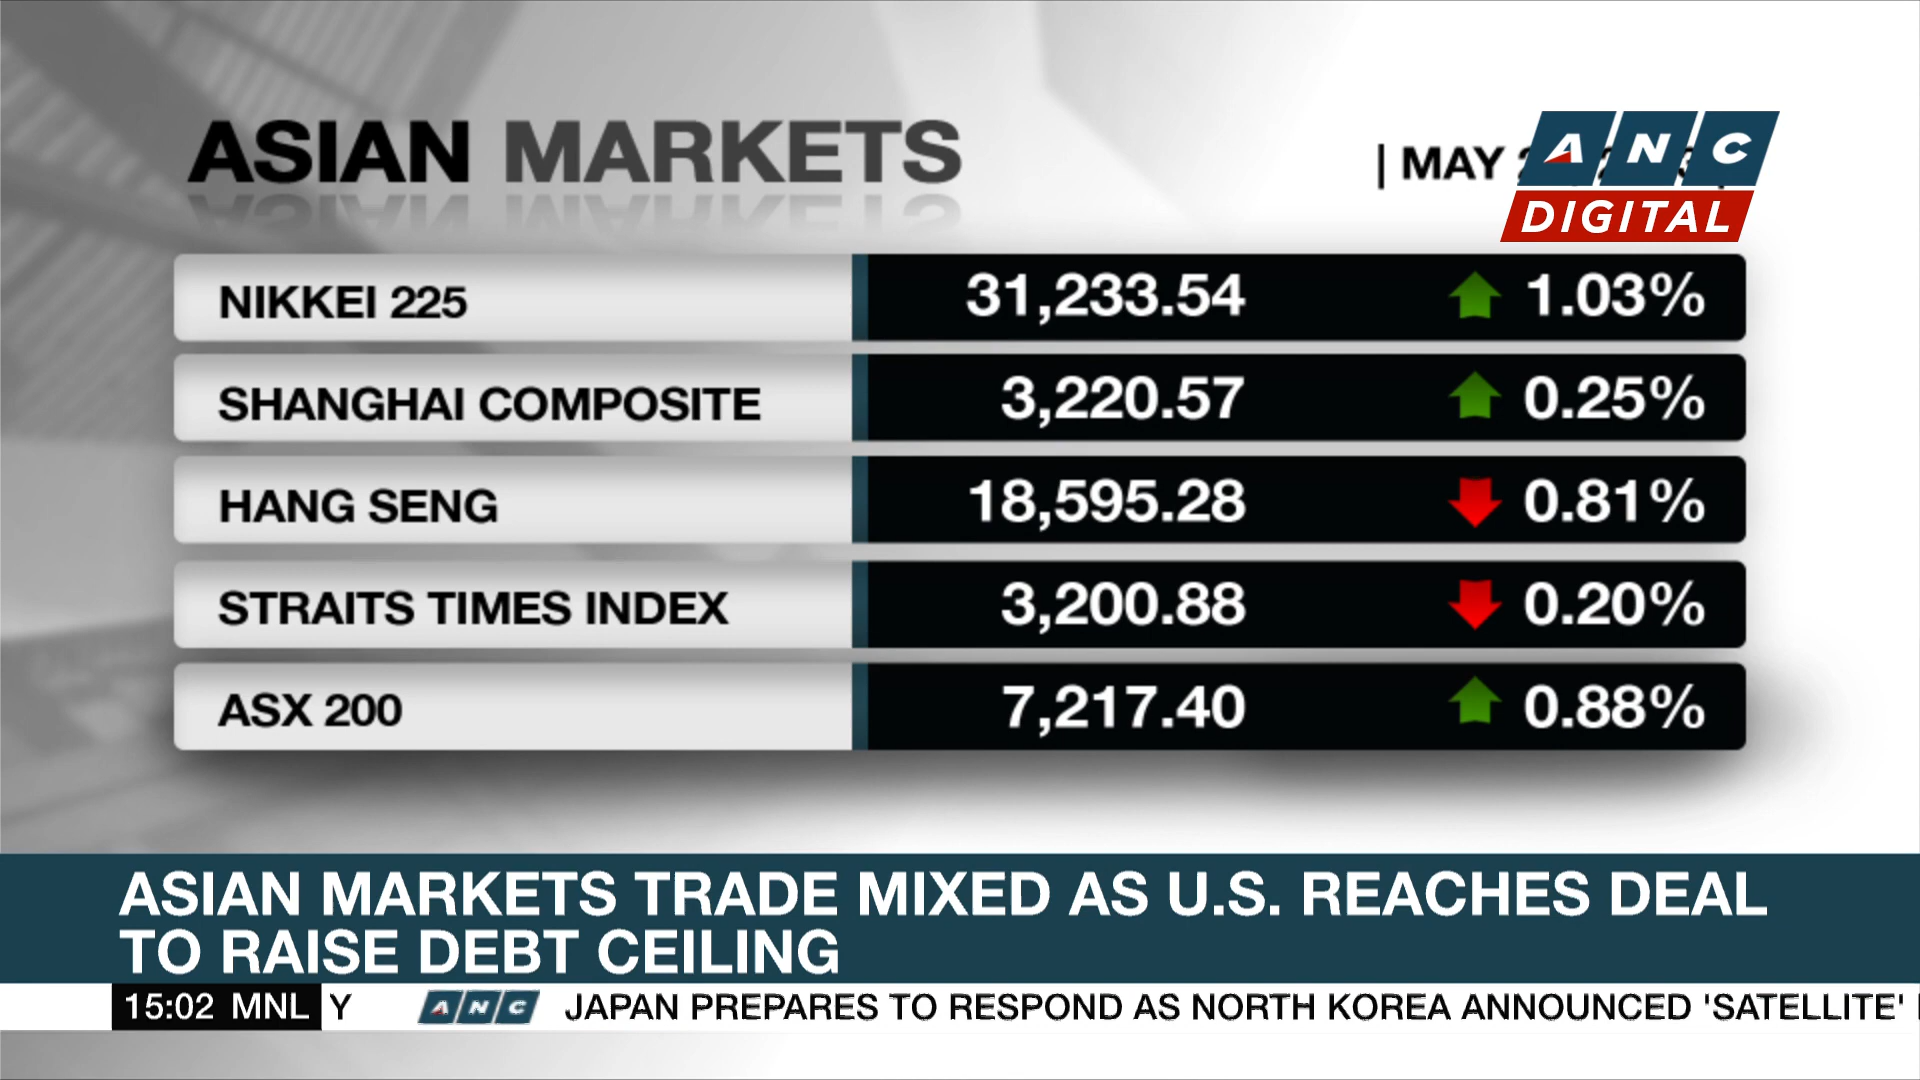 ASIAN MARKETS
| MAY
ANC
DIGITAL
NIKKEI 225 31,233.54 1.03%
SHANGHAI COMPOSITE 3,220.57 0.25%
HANG SENG 18,595.28 0.81%
STRAITS TIMES INDEX 3,200.88 0.20%
ASX 200 7,217.40 0.88%
ASIAN MARKETS TRADE MIXED AS U.S. REACHES DEAL
TO RAISE DEBT CEILING
15:02 MNL Y ANC JAPAN PREPARES TO RESPOND AS NORTH KOREA ANNOUNCED 'SATELLITE'